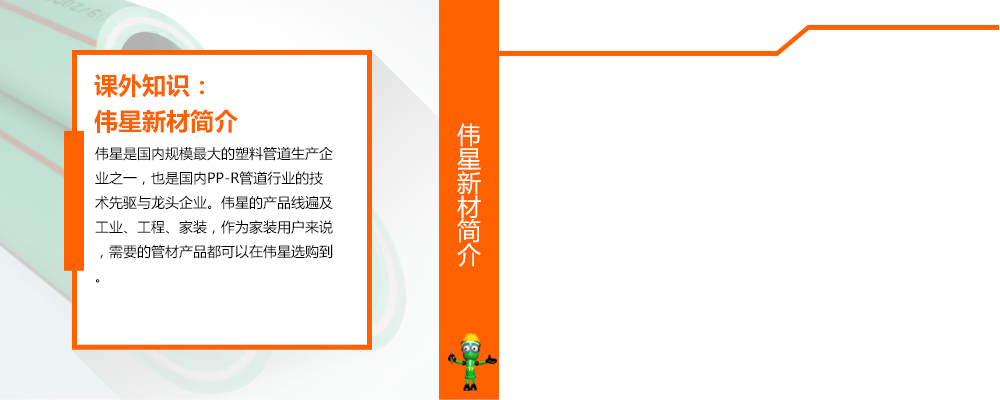 课外知识：
伟星新材简介
伟星是国内规模最大的塑料管道生产企
业之一，也是国内PP-R管道行业的技
术先驱与龙头企业。伟星的产品线遍及
工业、工程、家装，作为家装用户来说
，需要的管材产品都可以在伟星选购到
。
伟星新材简介